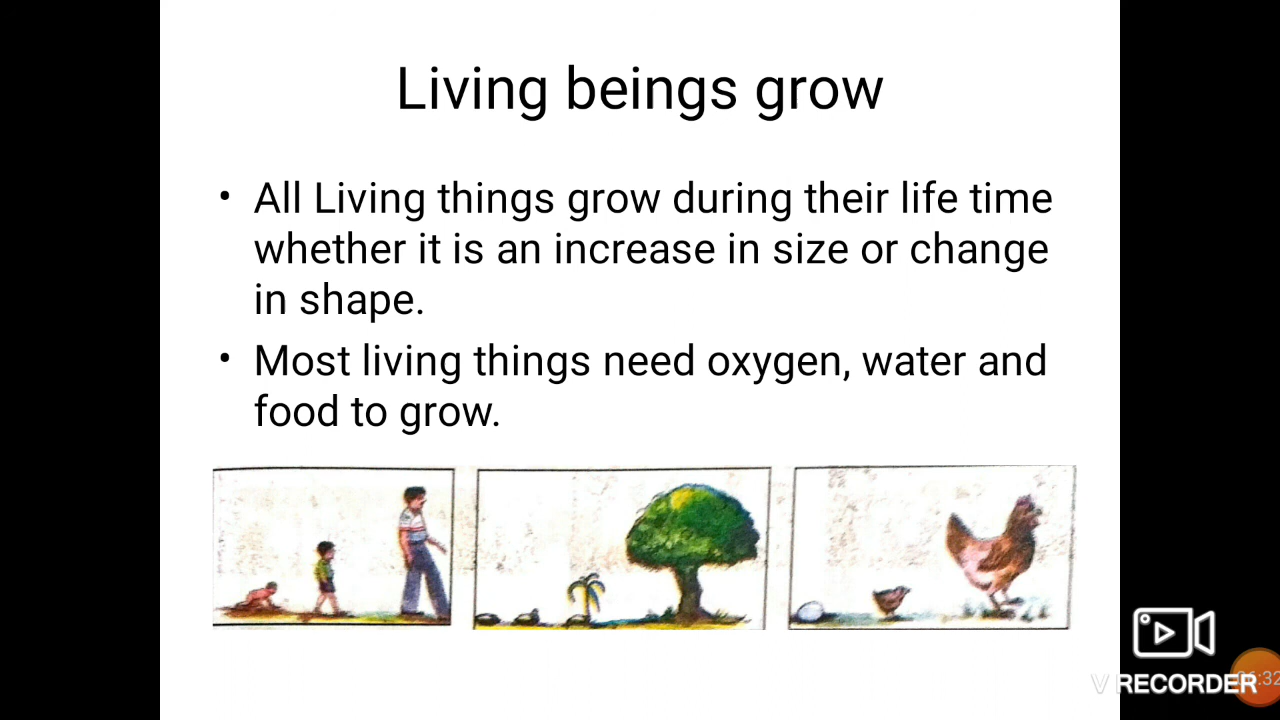 Living beings grow
• All Living things grow during their life time
whether it is an increase in size or change
in shape.
• Most living things need oxygen, water and
food to grow.
V RECORDER